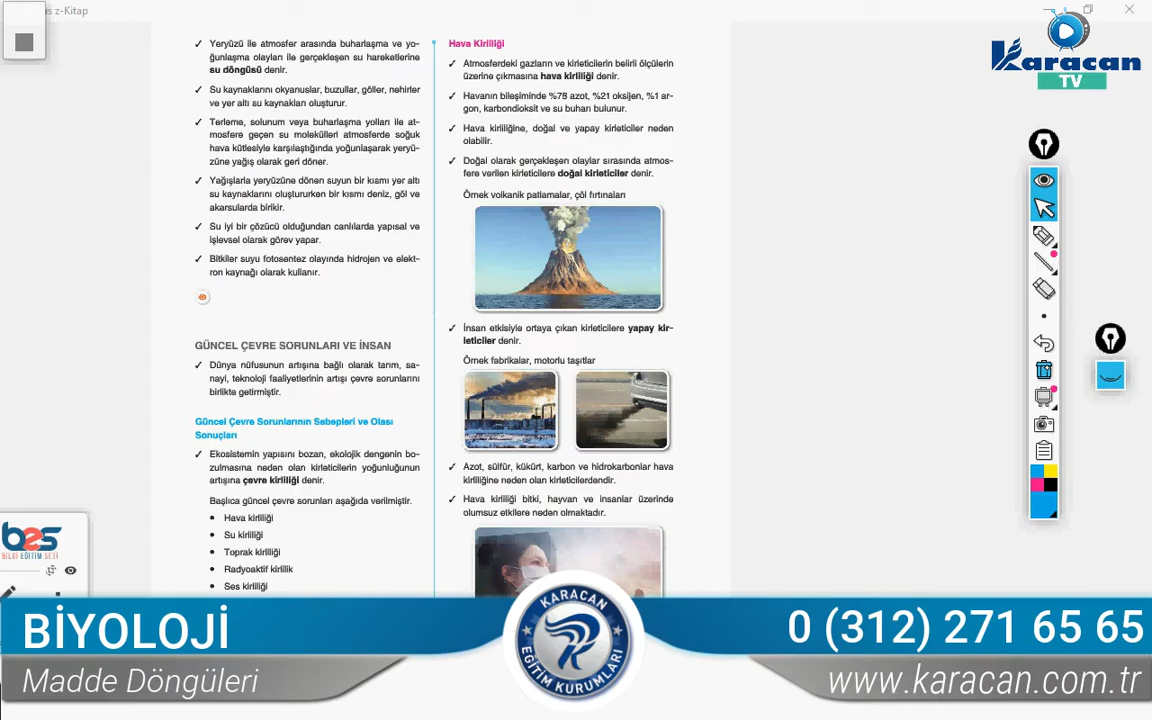 z-Kitap
Karacan
TV
✓ Yeryüzü ile atmosfer arasında buharlaşma ve yo-
ğunlaşma olayları ile gerçekleşen su hareketlerine
su döngüsü denir.
✓ Su kaynaklarını okyanuslar, buzullar, göller, nehirler
ve yer altı su kaynakları oluşturur.
✓ Terleme, solunum veya buharlaşma yolları ile at-
mosfere geçen su molekülleri atmosferde soğuk
hava kütlesiyle karşılaştığında yoğunlaşarak yeryü-
züne yağış olarak geri döner.
✓ Yağışlarla yeryüzüne dönen suyun bir kısmı yer altı
su kaynaklarını oluştururken bir kısmı deniz, göl ve
akarsularda birikir.
✓ Su iyi bir çözücü olduğundan canlılarda yapısal ve
işlevsel olarak görev yapar.
✓ Bitkiler suyu fotosentez olayında hidrojen ve elekt-
ron kaynağı olarak kullanır.
GÜNCEL ÇEVRE SORUNLARI VE İNSAN
✓ Dünya nüfusunun artışına bağlı olarak tarım, sa-
nayi, teknoloji faaliyetlerinin artışı çevre sorunlarını
birlikte getirmiştir.
Güncel Çevre Sorunlarının Sebepleri ve Olası
Sonuçları
✓ Ekosistemin yapısını bozan, ekolojik dengenin bo-
zulmasına neden olan kirleticilerin yoğunluğunun
artışına çevre kirliliği denir.
Başlıca güncel çevre sorunları aşağıda verilmiştir.
• Hava kirliliği
• Su kirliliği
• Toprak kirliliği
• Radyoaktif kirlilik
• Ses kirliliği
Hava Kirliliği
✓ Atmosferdeki gazların ve kirleticilerin belirli ölçülerin
üzerine çıkmasına hava kirliliği denir.
✓ Havanın bileşiminde %78 azot, %21 oksijen, %1 ar-
gon, karbondioksit ve su buharı bulunur.
✓ Hava kirliliğine, doğal ve yapay kirleticiler neden
olabilir.
✓ Doğal olarak gerçekleşen olaylar sırasında atmos-
fere verilen kirleticilere doğal kirleticiler denir.
Örnek volkanik patlamalar, çöl fırtınaları
✓ İnsan etkisiyle ortaya çıkan kirleticilere yapay kir-
leticiler denir.
Örnek fabrikalar, motorlu taşıtlar
✓ Azot, sülfür, kükürt, karbon ve hidrokarbonlar hava
kirliliğine neden olan kirleticilerdendir.
✓ Hava kirliliği bitki, hayvan ve insanlar üzerinde
olumsuz etkilere neden olmaktadır.
bes
BİLGİ EĞİTİM SETİ
BİYOLOJİ
Madde Döngüleri
KARACAN
EĞİTİM KURUMLARI
0 (312) 271 65 65
www.karacan.com.tr